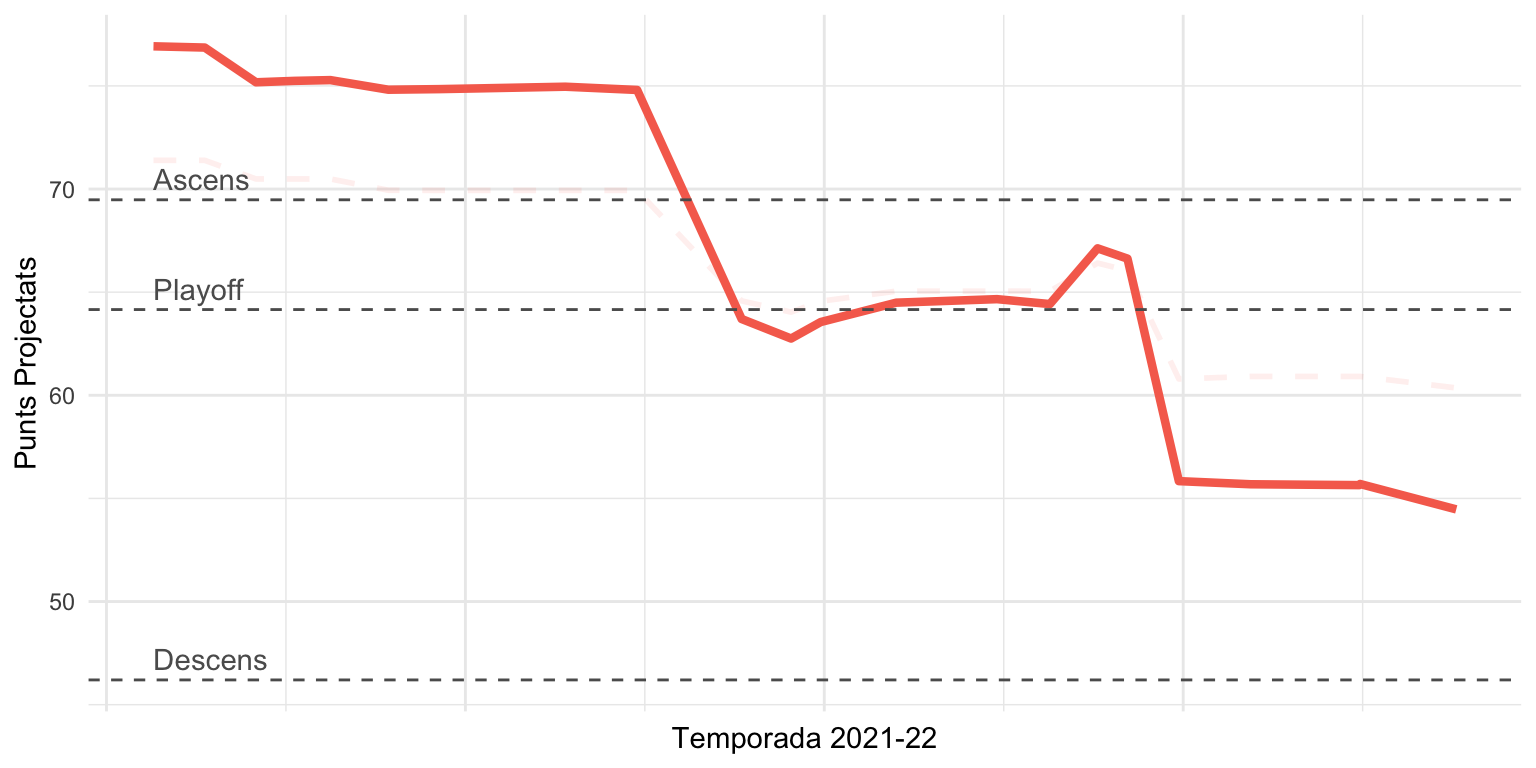 Punts Projectats
70
60
50
Ascens
Playoff
Descens
Temporada 2021-22